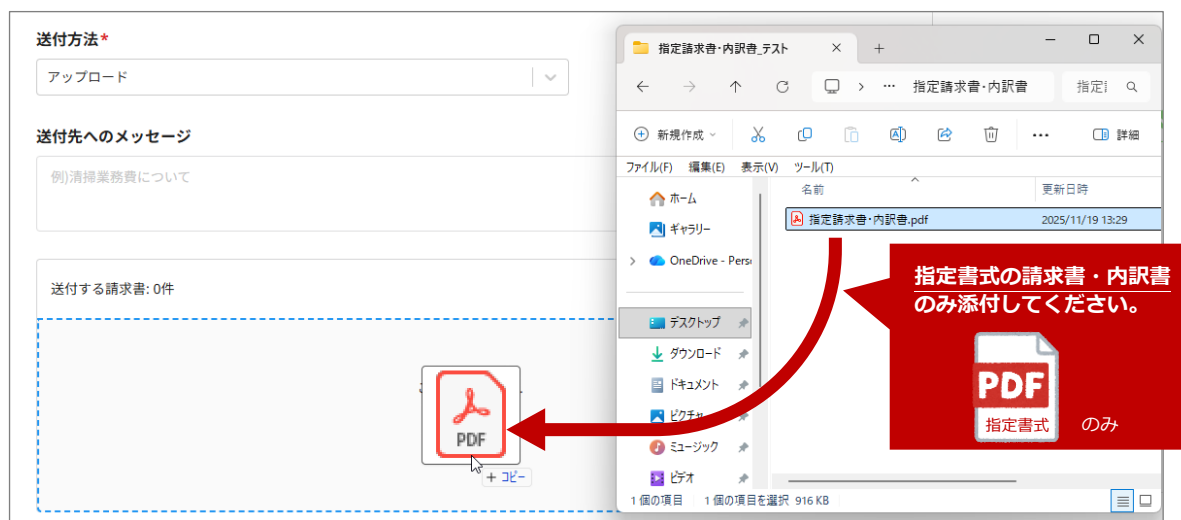 送付方法*
アップロード
送付先へのメッセージ
例)清掃業務費について
送付する請求書: 0件
PDF
+ コピー
指定請求書・内訳書_テスト
指定請求書・内訳書
新規作成
詳細
ファイル(F) 編集(E) 表示(V) ツール(T)
名前 更新日時
指定請求書・内訳書.pdf 2025/11/19 13:29
ホーム
ギャラリー
OneDrive - Perso
デスクトップ
ダウンロード
ドキュメント
ピクチャ
ミュージック
ビデオ
1 個の項目 1 個の項目を選択 916 KB
指定書式の請求書・内訳書
のみ添付してください。
PDF
指定書式 のみ